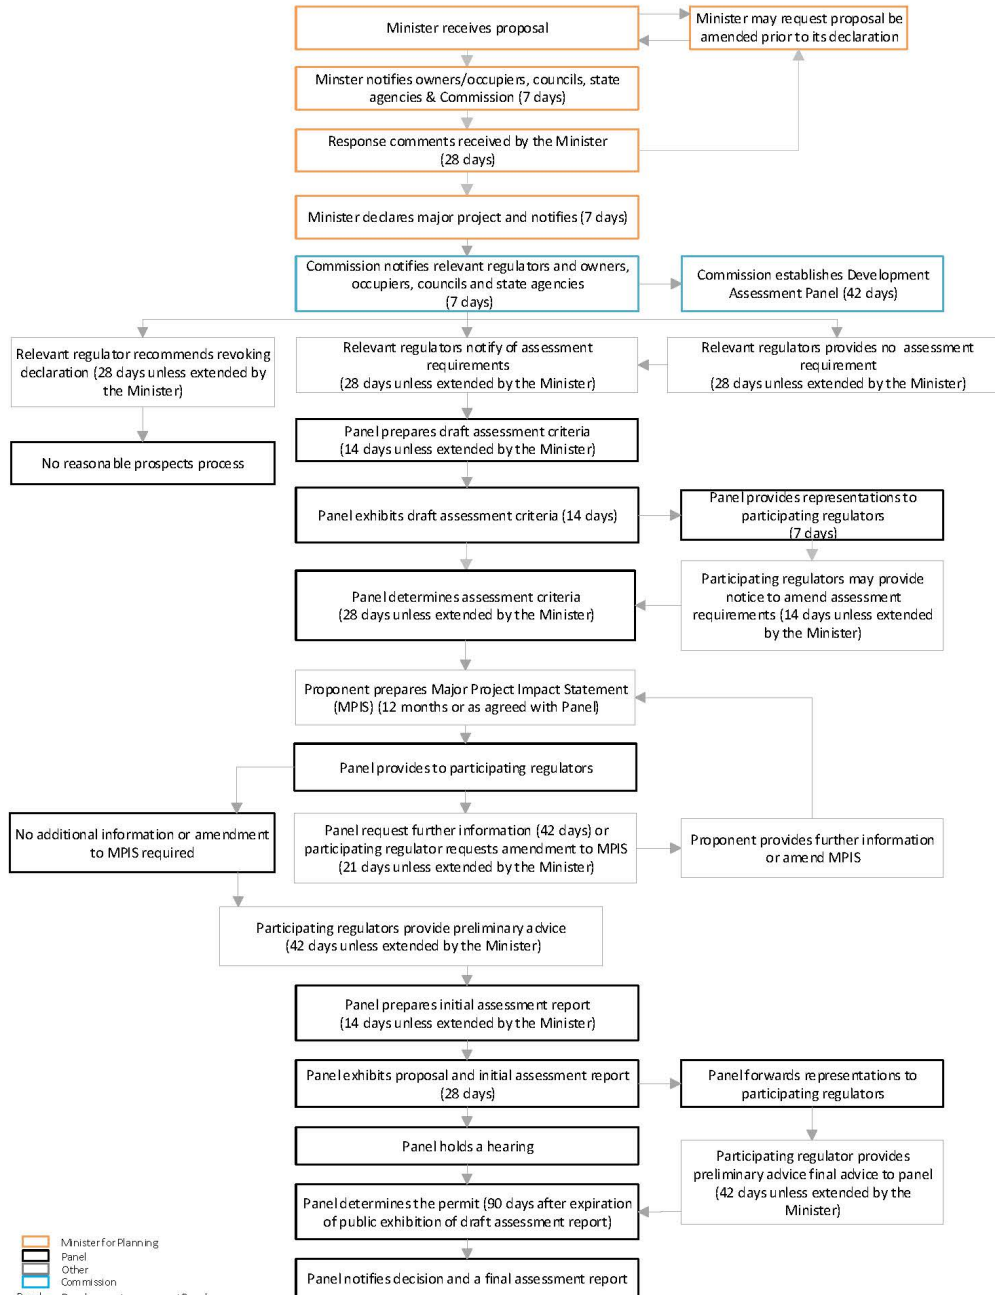 Minister receives proposal
Minister may request proposal be
amended prior to its declaration
Minster notifies owners/occupiers, councils, state
agencies & Commission (7 days)
Response comments received by the Minister
(28 days)
Minister declares major project and notifies (7 days)
Commission notifies relevant regulators and owners,
occupiers, councils and state agencies
(7 days)
Commission establishes Development
Assessment Panel (42 days)
Relevant regulator recommends revoking
declaration (28 days unless extended by
the Minister)
Relevant regulators notify of assessment
requirements
(28 days unless extended by the Minister)
Relevant regulators provides no assessment
requirement
(28 days unless extended by the Minister)
No reasonable prospects process
Panel prepares draft assessment criteria
(14 days unless extended by the Minister)
Panel exhibits draft assessment criteria (14 days)
Panel provides representations to
participating regulators
(7 days)
Panel determines assessment criteria
(28 days unless extended by the Minister)
Participating regulators may provide
notice to amend assessment
requirements (14 days unless extended
by the Minister)
Proponent prepares Major Project Impact Statement
(MPIS) (12 months or as agreed with Panel)
Panel provides to participating regulators
No additional information or amendment
to MPIS required
Panel request further information (42 days) or
participating regulator requests amendment to MPIS
(21 days unless extended by the Minister)
Proponent provides further information
or amend MPIS
Participating regulators provide preliminary advice
(42 days unless extended by the Minister)
Panel prepares initial assessment report
(14 days unless extended by the Minister)
Panel exhibits proposal and initial assessment report
(28 days)
Panel forwards representations to
participating regulators
Panel holds a hearing
Participating regulator provides
preliminary advice final advice to panel
(42 days unless extended by the
Minister)
Panel determines the permit (90 days after expiration
of public exhibition of draft assessment report)
Panel notifies decision and a final assessment report
Minister for Planning
Panel
Other
Commission